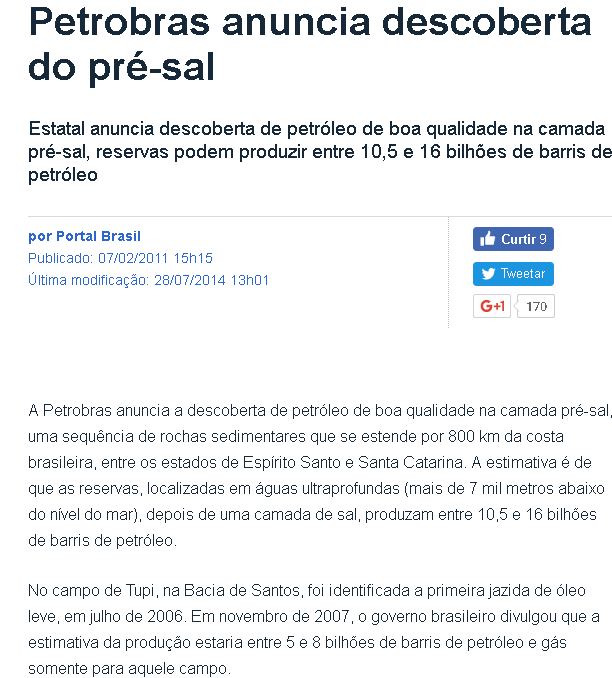 Petrobras anuncia descoberta
do pré-sal
Estatal anuncia descoberta de petróleo de boa qualidade na camada
pré-sal, reservas podem produzir entre 10,5 e 16 bilhões de barris de
petróleo
por Portal Brasil
Publicado: 07/02/2011 15h15
Última modificação: 28/07/2014 13h01
Curtir 9
Tweetar
G+1 170
A Petrobras anuncia a descoberta de petróleo de boa qualidade na camada pré-sal,
uma sequência de rochas sedimentares que se estende por 800 km da costa
brasileira, entre os estados de Espírito Santo e Santa Catarina. A estimativa é de
que as reservas, localizadas em águas ultraprofundas (mais de 7 mil metros abaixo
do nível do mar), depois de uma camada de sal, produzam entre 10,5 e 16 bilhões
de barris de petróleo.
No campo de Tupi, na Bacia de Santos, foi identificada a primeira jazida de óleo
leve, em julho de 2006. Em novembro de 2007, o governo brasileiro divulgou que a
estimativa da produção estaria entre 5 e 8 bilhões de barris de petróleo e gás
somente para aquele campo.